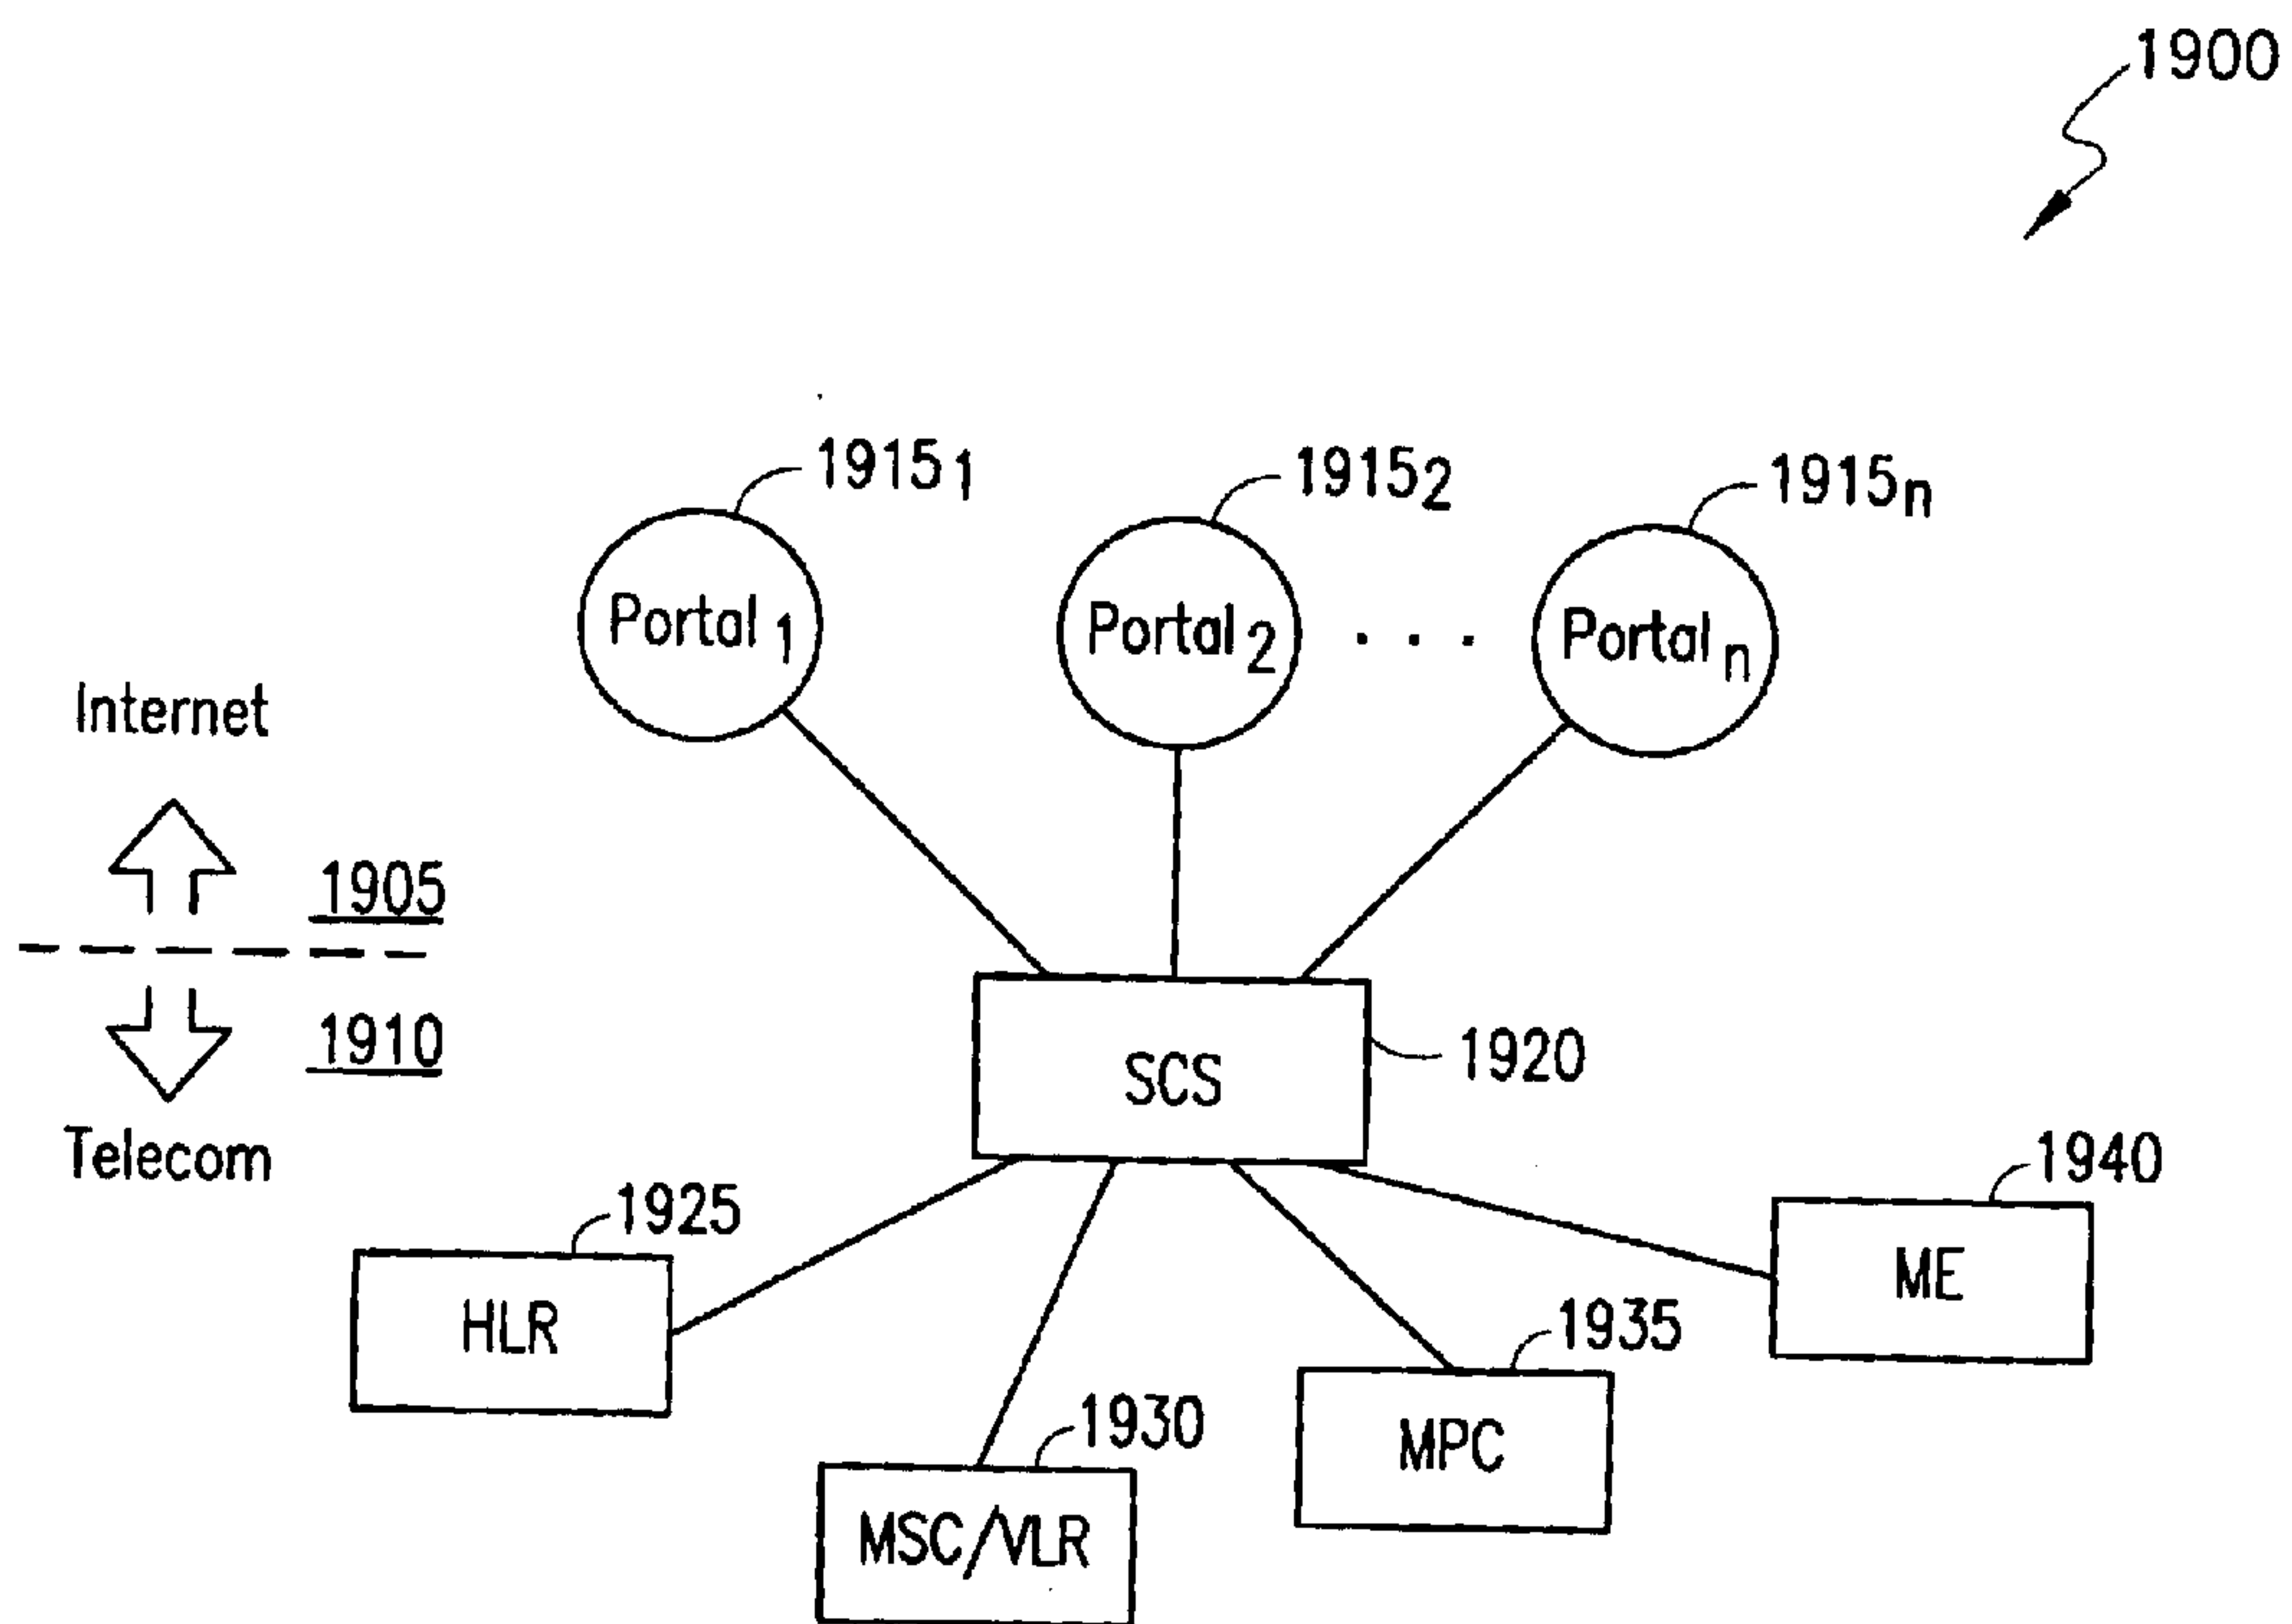 1900
1915₁
1915₂
1915ₙ
Portal₁
Portal₂
. . .
Portalₙ
Internet
1905
1910
Telecom
SCS
1920
1925
HLR
1930
MSC/VLR
1935
MPC
1940
ME